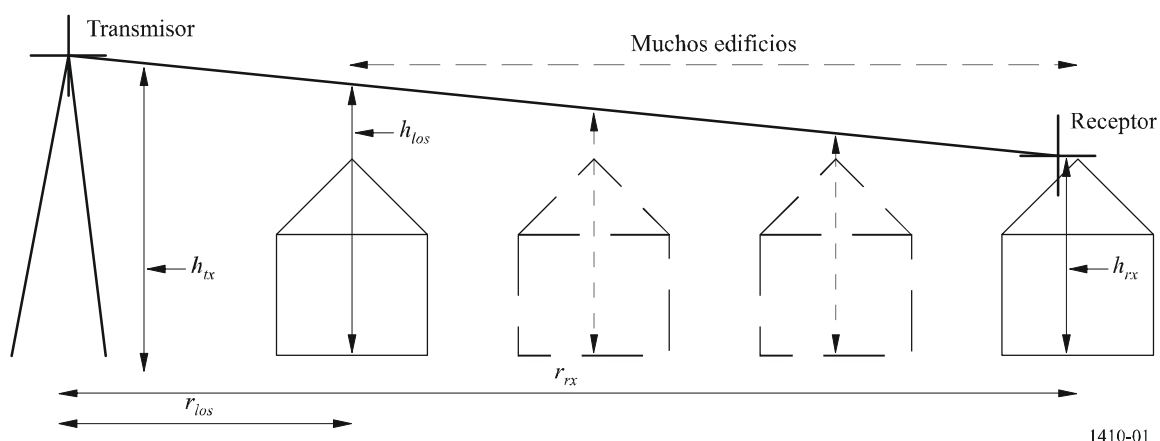 Transmisor
Muchos edificios
Receptor
h_los
h_tx
h_rx
r_rx
r_los
1410-01